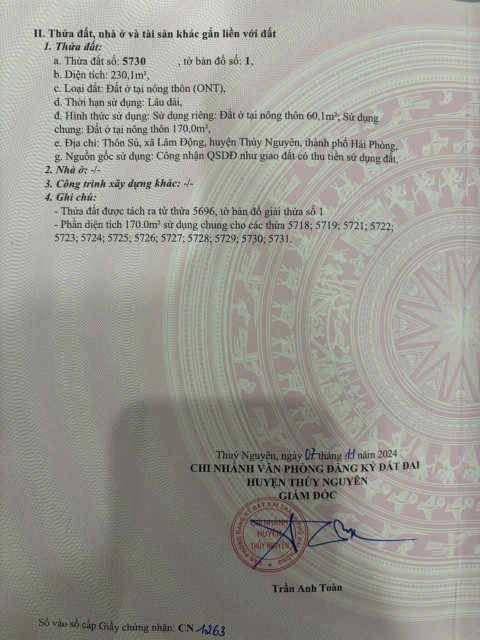 II. Thửa đất, nhà ở và tài sản khác gắn liền với đất
1. Thửa đất:
a. Thửa đất số: 5730 , tờ bản đồ số: 1,
b. Diện tích: 230,1m²,
c. Loại đất: Đất ở tại nông thôn (ONT),
d. Thời hạn sử dụng: Lâu dài,
đ. Hình thức sử dụng: Sử dụng riêng: Đất ở tại nông thôn 60,1m²; Sử dụng
chung: Đất ở tại nông thôn 170,0m²,
e. Địa chỉ: Thôn Sú, xã Lâm Động, huyện Thủy Nguyên, thành phố Hải Phòng,
g. Nguồn gốc sử dụng: Công nhận QSDĐ như giao đất có thu tiền sử dụng đất,
2. Nhà ở: -/-
3. Công trình xây dựng khác: -/-
4. Ghi chú:
- Thửa đất được tách ra từ thửa 5696, tờ bản đồ giải thửa số 1
- Phần diện tích 170.0m² sử dụng chung cho các thửa 5718; 5719; 5721; 5722;
5723; 5724; 5725; 5726; 5727; 5728; 5729; 5730; 5731.
Thuỷ Nguyên, ngày 07 tháng 11 năm 2024
CHI NHÁNH VĂN PHÒNG ĐĂNG KÝ ĐẤT ĐAI
HUYỆN THỦY NGUYÊN
GIÁM ĐỐC
CHI NHÁNH
HUYỆN
THỦY NGUYÊN
Trần Anh Toàn
Số vào sổ cấp Giấy chứng nhận: CN 1263